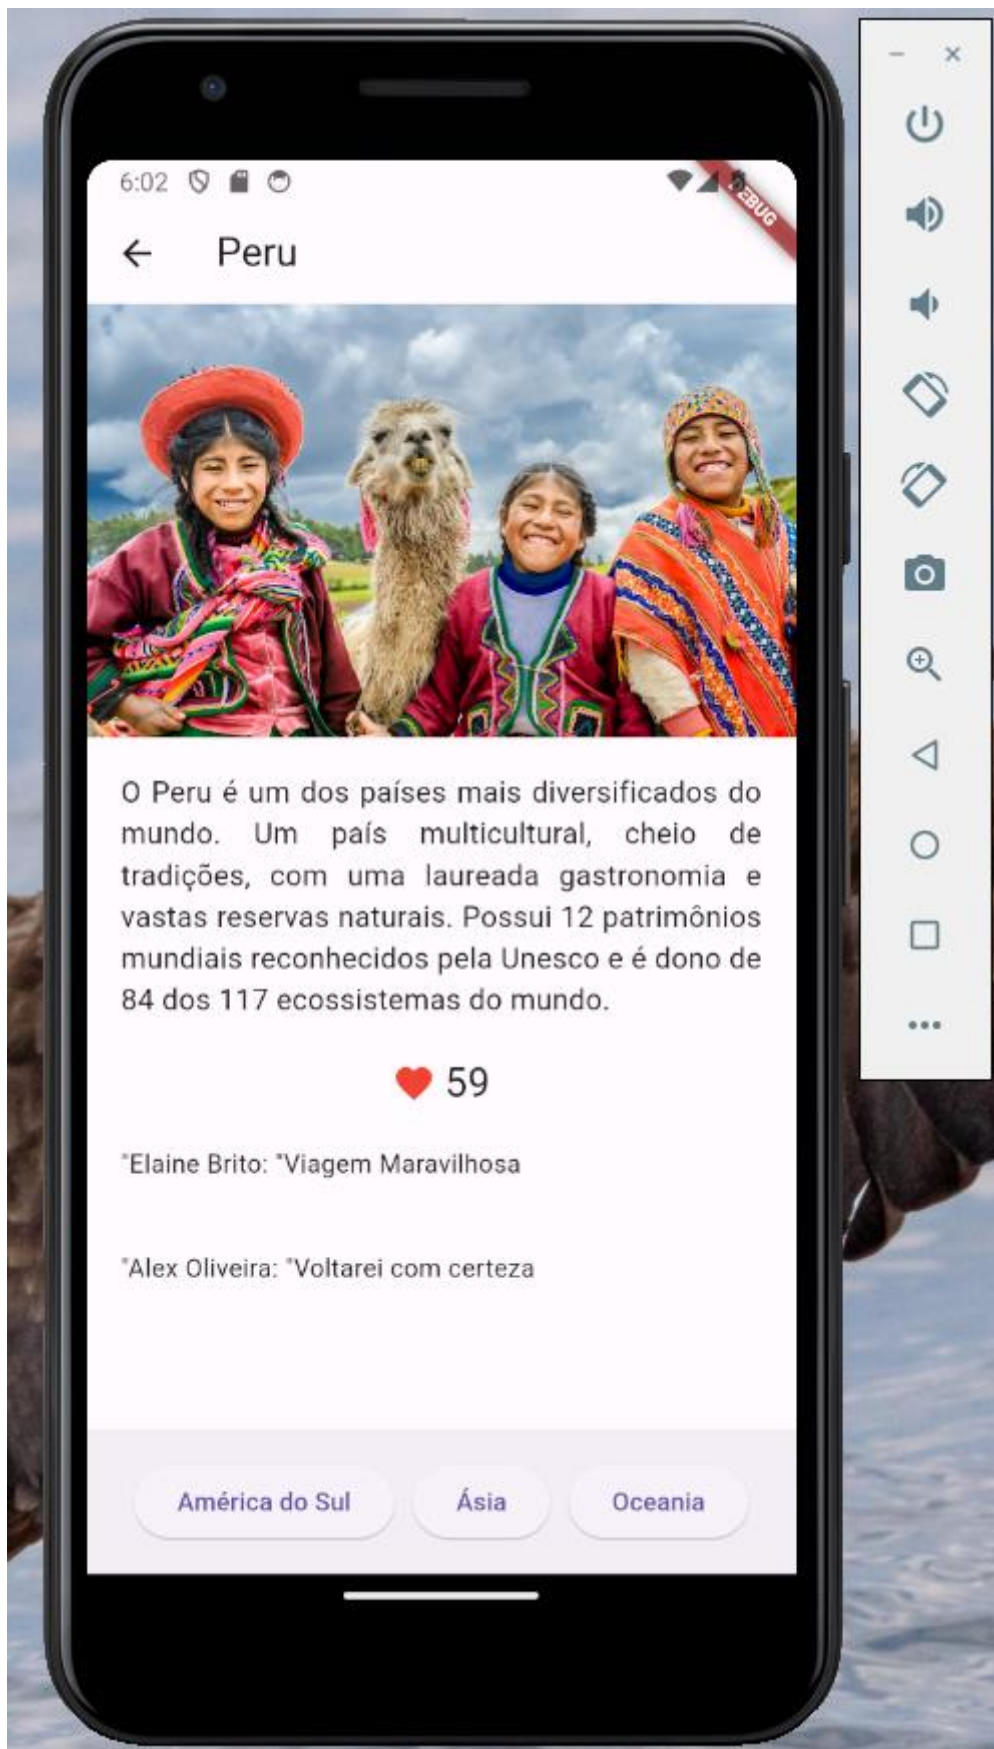 6:02
DEBUG
Peru
O Peru é um dos países mais diversificados do
mundo. Um país multicultural, cheio de
tradições, com uma laureada gastronomia e
vastas reservas naturais. Possui 12 patrimônios
mundiais reconhecidos pela Unesco e é dono de
84 dos 117 ecossistemas do mundo.
59
"Elaine Brito: "Viagem Maravilhosa
"Alex Oliveira: "Voltarei com certeza
América do Sul Ásia Oceania